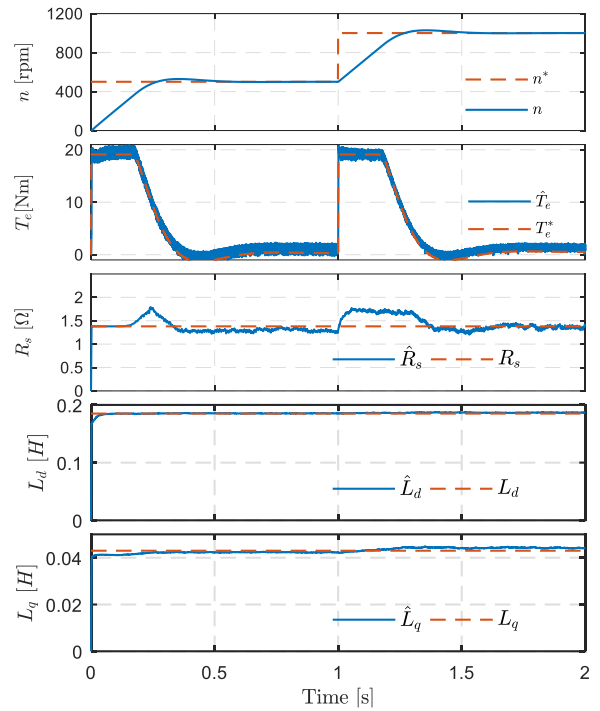 1200
800
400
0
n [rpm]
n*
n
20
10
0
T_e[Nm]
T̂_e
T_e*
2
1.5
1
0.5
0
R_s [Ω]
R̂_s
R_s
0.2
0.1
0
L_d [H]
L̂_d
L_d
0.04
0.02
0
L_q [H]
L̂_q
L_q
0
0.5
1
1.5
2
Time [s]